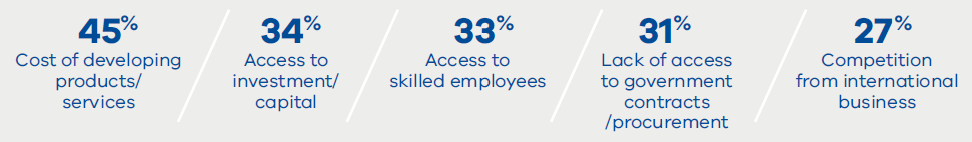 45%
Cost of developing
products/
services
34%
Access to
investment/
capital
33%
Access to
skilled employees
31%
Lack of access
to government
contracts
/procurement
27%
Competition
from international
business